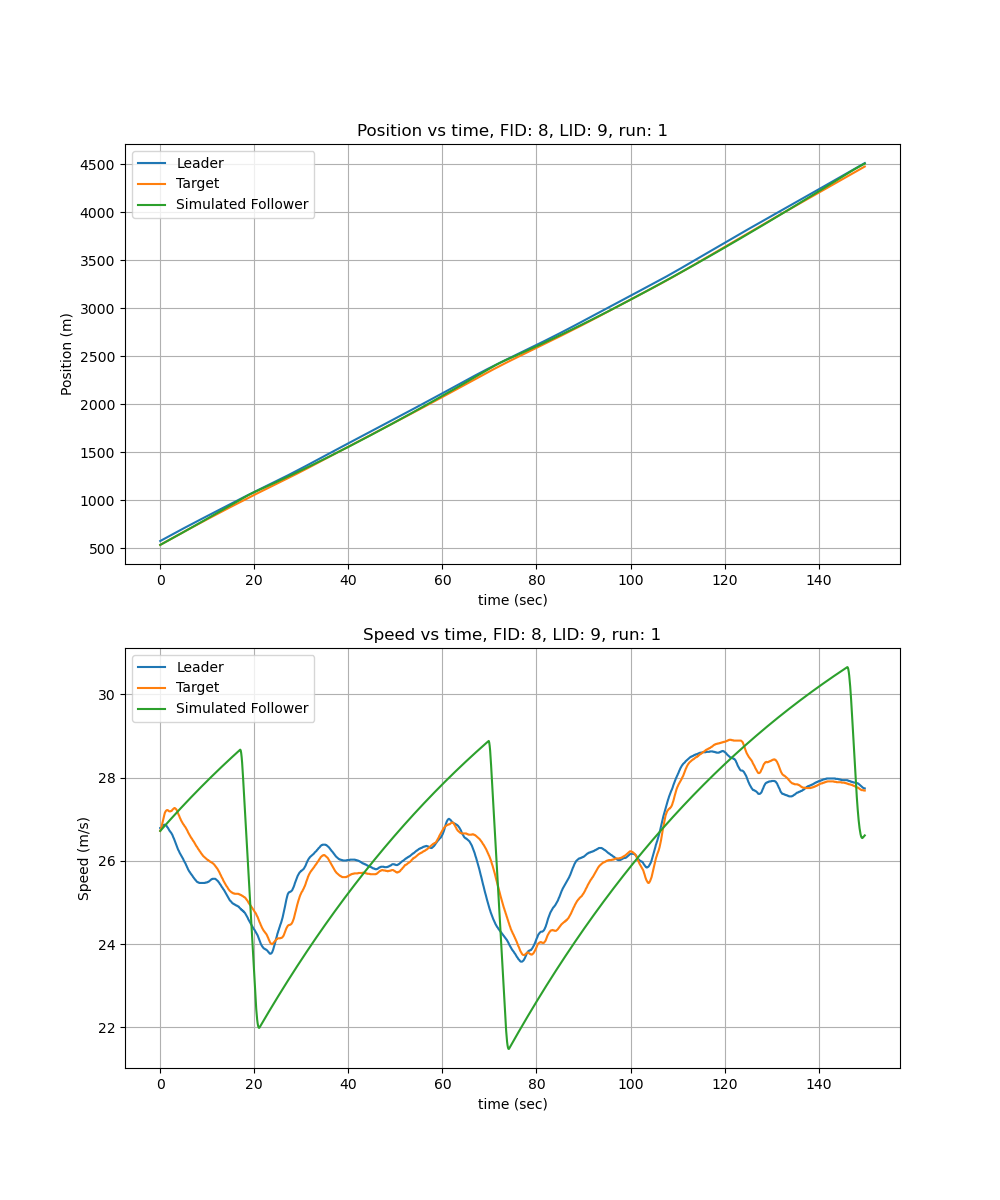 Position vs time, FID: 8, LID: 9, run: 1
Leader
Target
Simulated Follower
Position (m)
4500
4000
3500
3000
2500
2000
1500
1000
500
0 20 40 60 80 100 120 140
time (sec)
Speed vs time, FID: 8, LID: 9, run: 1
Leader
Target
Simulated Follower
Speed (m/s)
30
28
26
24
22
0 20 40 60 80 100 120 140
time (sec)